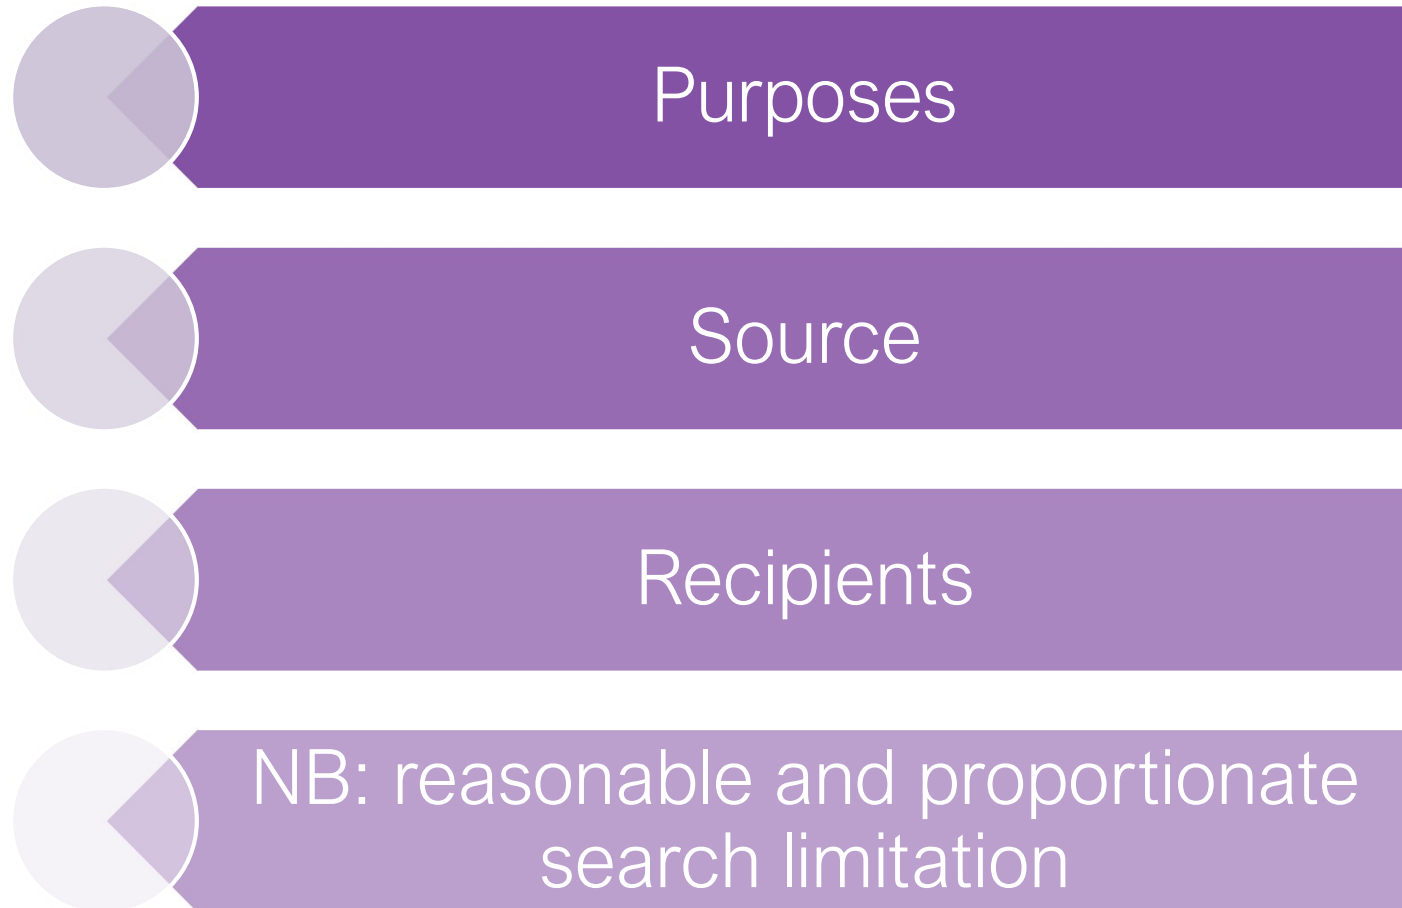 Purposes
Source
Recipients
NB: reasonable and proportionate
search limitation